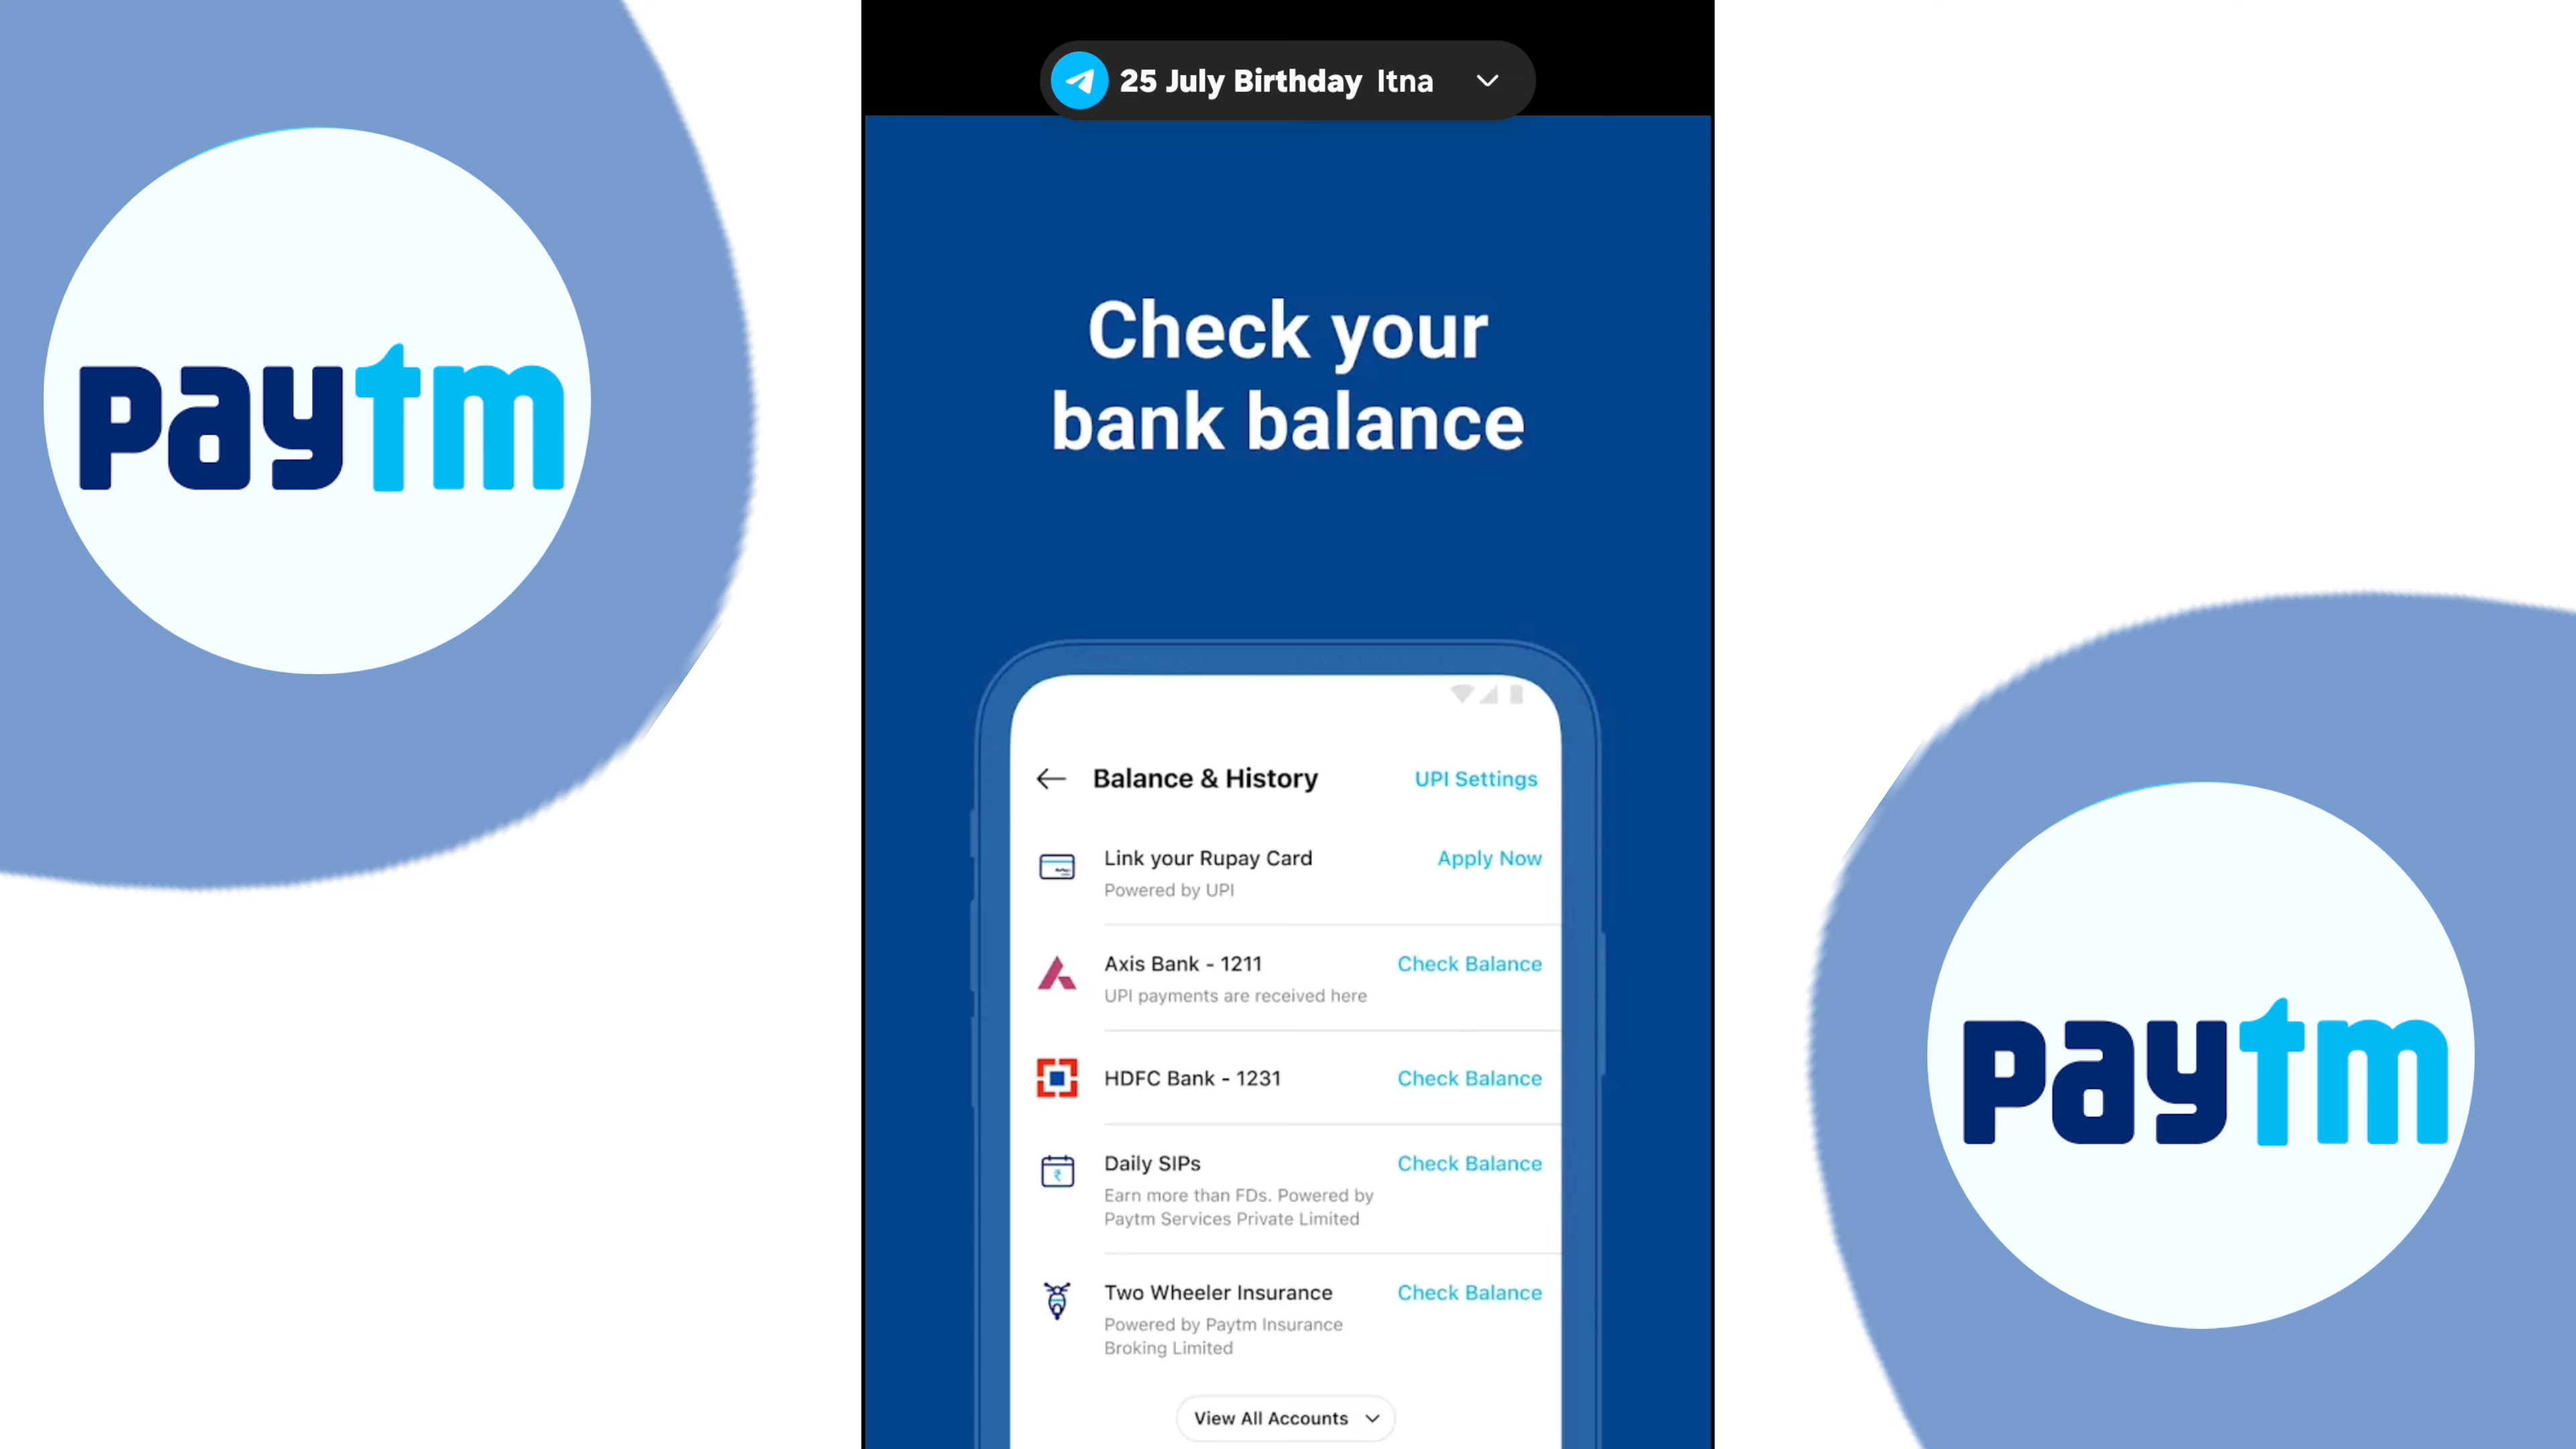 paytm
25 July Birthday Itna
Check your
bank balance
Balance & History
UPI Settings
Link your Rupay Card
Apply Now
Powered by UPI
Axis Bank - 1211
Check Balance
UPI payments are received here
HDFC Bank - 1231
Check Balance
Daily SIPs
Check Balance
Earn more than FDs. Powered by
Paytm Services Private Limited
Two Wheeler Insurance
Check Balance
Powered by Paytm Insurance
Broking Limited
View All Accounts
paytm